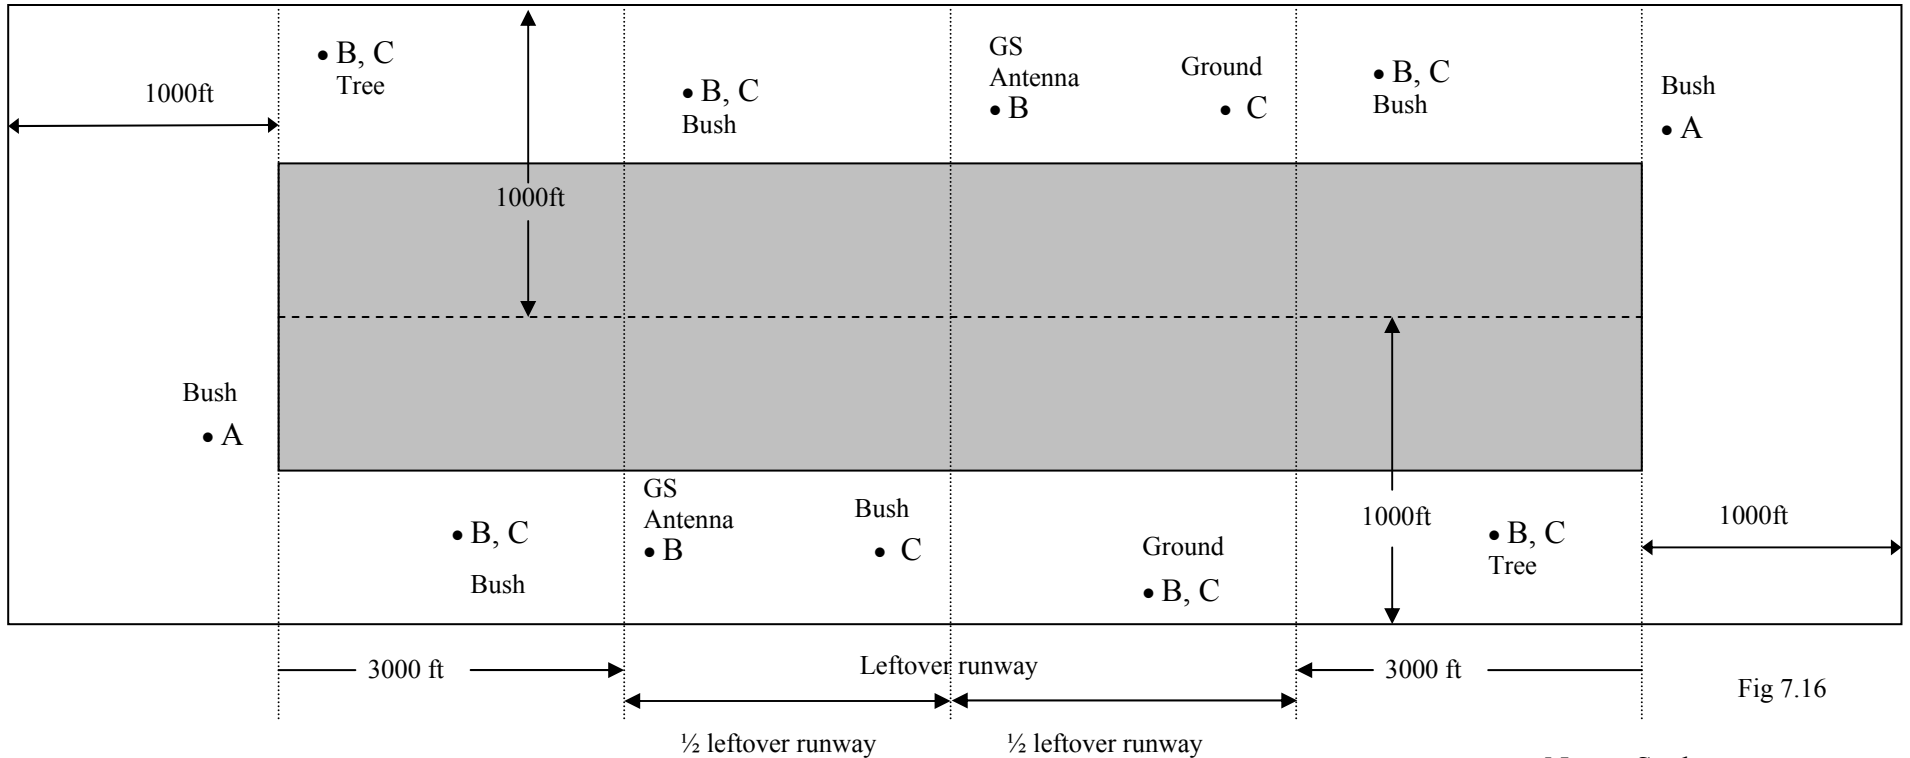 • B, C
Tree
1000ft
• B, C
Bush
GS
Antenna
• B
Ground
• C
• B, C
Bush
Bush
• A
1000ft
Bush
• A
• B, C
Bush
GS
Antenna
• B
Bush
• C
Ground
• B, C
1000ft
• B, C
Tree
1000ft
3000 ft
Leftover runway
3000 ft
Fig 7.16
½ leftover runway
½ leftover runway